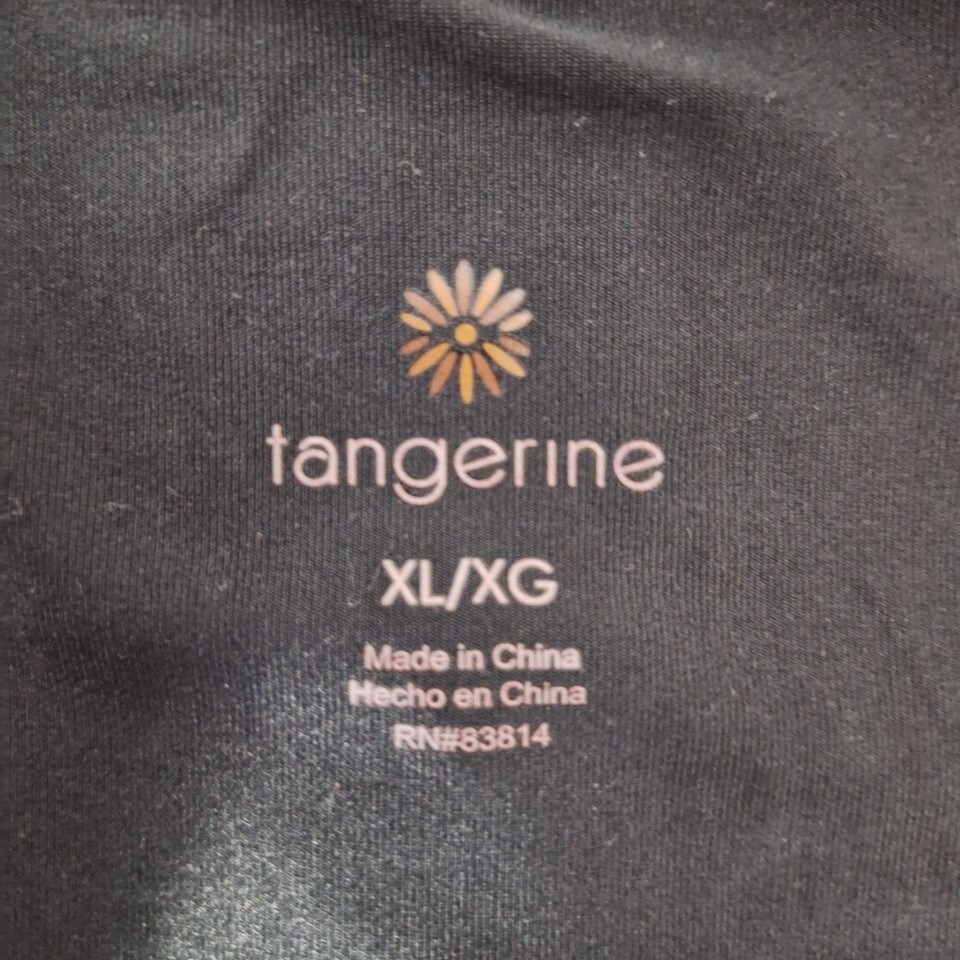 tangerine
XL/XG
Made in China
Hecho en China
RN#83814